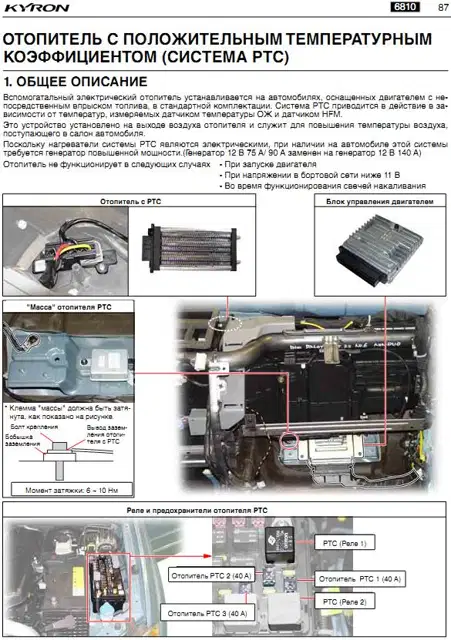 KYRON
6810
87
ОТОПИТЕЛЬ С ПОЛОЖИТЕЛЬНЫМ ТЕМПЕРАТУРНЫМ
КОЭФФИЦИЕНТОМ (СИСТЕМА PTC)
1. ОБЩЕЕ ОПИСАНИЕ
Вспомогатальный электрический отопитель устанавливается на автомобилях, оснащенных двигателем с не-
посредственным впрыском топлива, в стандартной комплектации. Система PTC приводится в действие в за-
висимости от температур, измеряемых датчиком температуры ОЖ и датчиком HFM.
Это устройство установлено на выходе воздуха отопителя и служит для повышения температуры воздуха,
поступающего в салон автомобиля.
Поскольку нагреватели системы PTC являются электрическими, при наличии на автомобиле этой системы
требуется генератор повышенной мощности.(Генератор 12 В 75 А/ 90 А заменен на генератор 12 В 140 А)
Отопитель не функционирует в следующих случаях - При запуске двигателя
- При напряжении в бортовой сети ниже 11 В
- Во время функционирования свечей накаливания
Отопитель с PTC
Блок управления двигателем
"Масса" отопителя PTC
* Клемма "массы" должна быть затя-
нута, как показано на рисунке
Болт крепления
Бобышка
заземления
Вывод зазем-
ления отопи-
теля с PTC
Момент затяжки: 6 ~ 10 Нм
Реле и предохранители отопителя PTC
PTC (Реле 1)
Отопитель PTC 2 (40 А)
Отопитель PTC 1 (40 А)
PTC (Реле 2)
Отопитель PTC 3 (40 А)